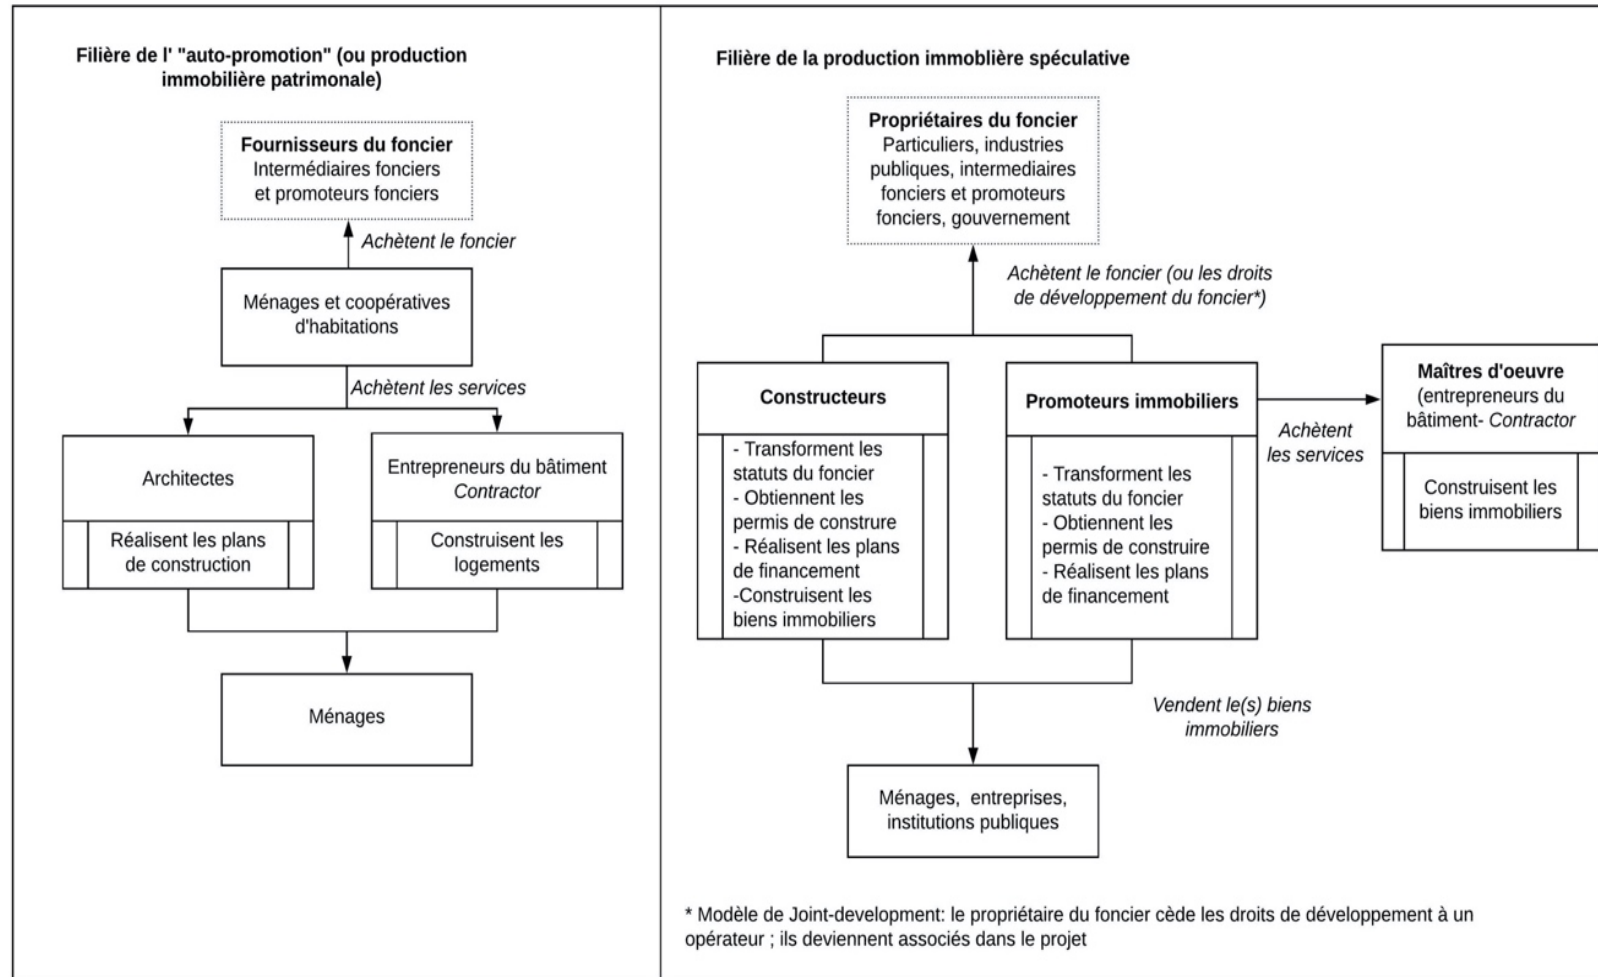 Filière de l' "auto-promotion" (ou production
immobilière patrimonale)
Fournisseurs du foncier
Intermédiaires fonciers
et promoteurs fonciers
Achètent le foncier
Ménages et coopératives
d'habitations
Achètent les services
Architectes
Réalisent les plans
de construction
Entrepreneurs du bâtiment
Contractor
Construisent les
logements
Ménages
Filière de la production immoblière spéculative
Propriétaires du foncier
Particuliers, industries
publiques, intermediaires
fonciers et promoteurs
fonciers, gouvernement
Achètent le foncier (ou les droits
de développement du foncier*)
Constructeurs
- Transforment les
statuts du foncier
- Obtiennent les
permis de construre
- Réalisent les plans
de financement
-Construisent les
biens immobiliers
Promoteurs immobiliers
- Transforment les
statuts du foncier
- Obtiennent les
permis de construire
- Réalisent les plans
de financement
Achètent
les services
Maîtres d'oeuvre
(entrepreneurs du
bâtiment- Contractor
Construisent les
biens immobiliers
Vendent le(s) biens
immobiliers
Ménages, entreprises,
institutions publiques
* Modèle de Joint-development: le propriétaire du foncier cède les droits de développement à un
opérateur ; ils deviennent associés dans le projet